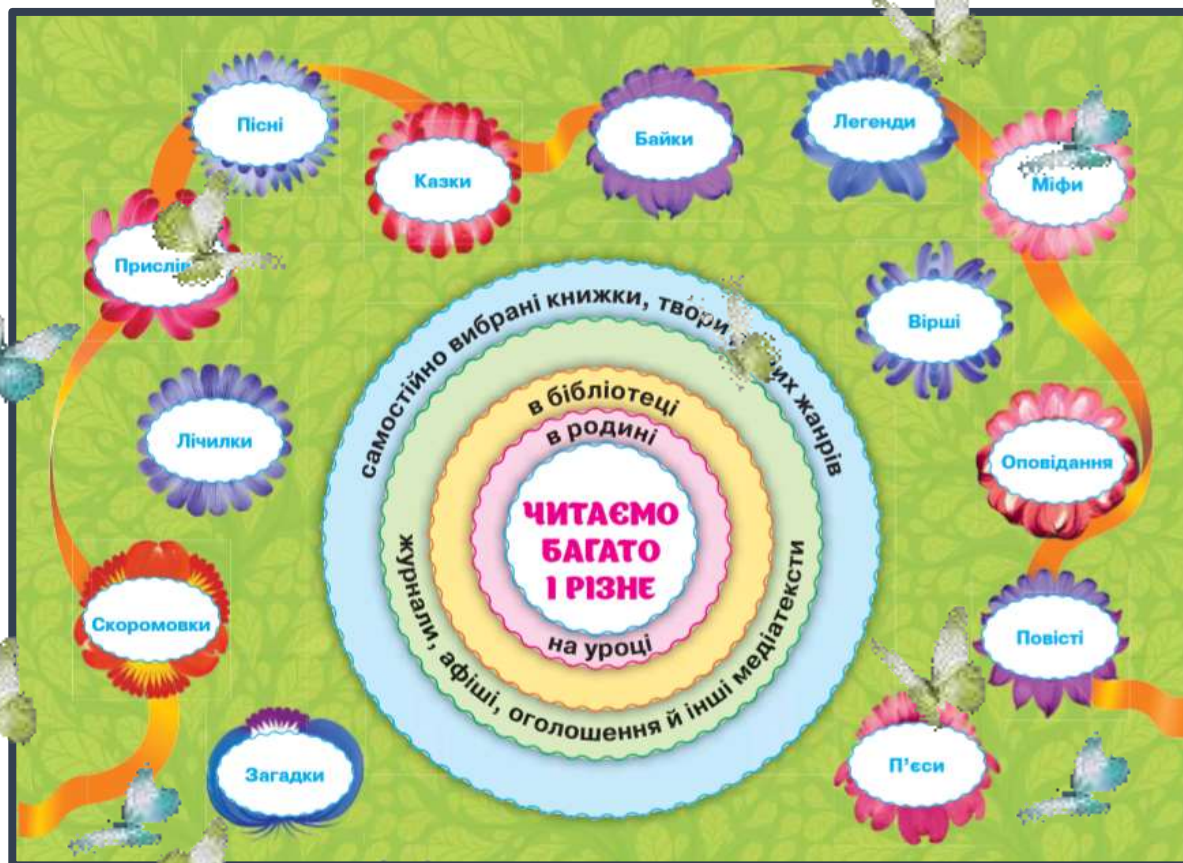 Пісні
Казки
Байки
Легенди
Міфи
Вірші
Лічилки
Оповідання
Скоромовки
Повісті
Загадки
П’єси
самостійно вибрані книжки, жанрів
в бібліотеці
в родині
ЧИТАЄМО
БАГАТО
І РІЗНЕ
на уроці
журнали, афіші, оголошення й інші медіатексти